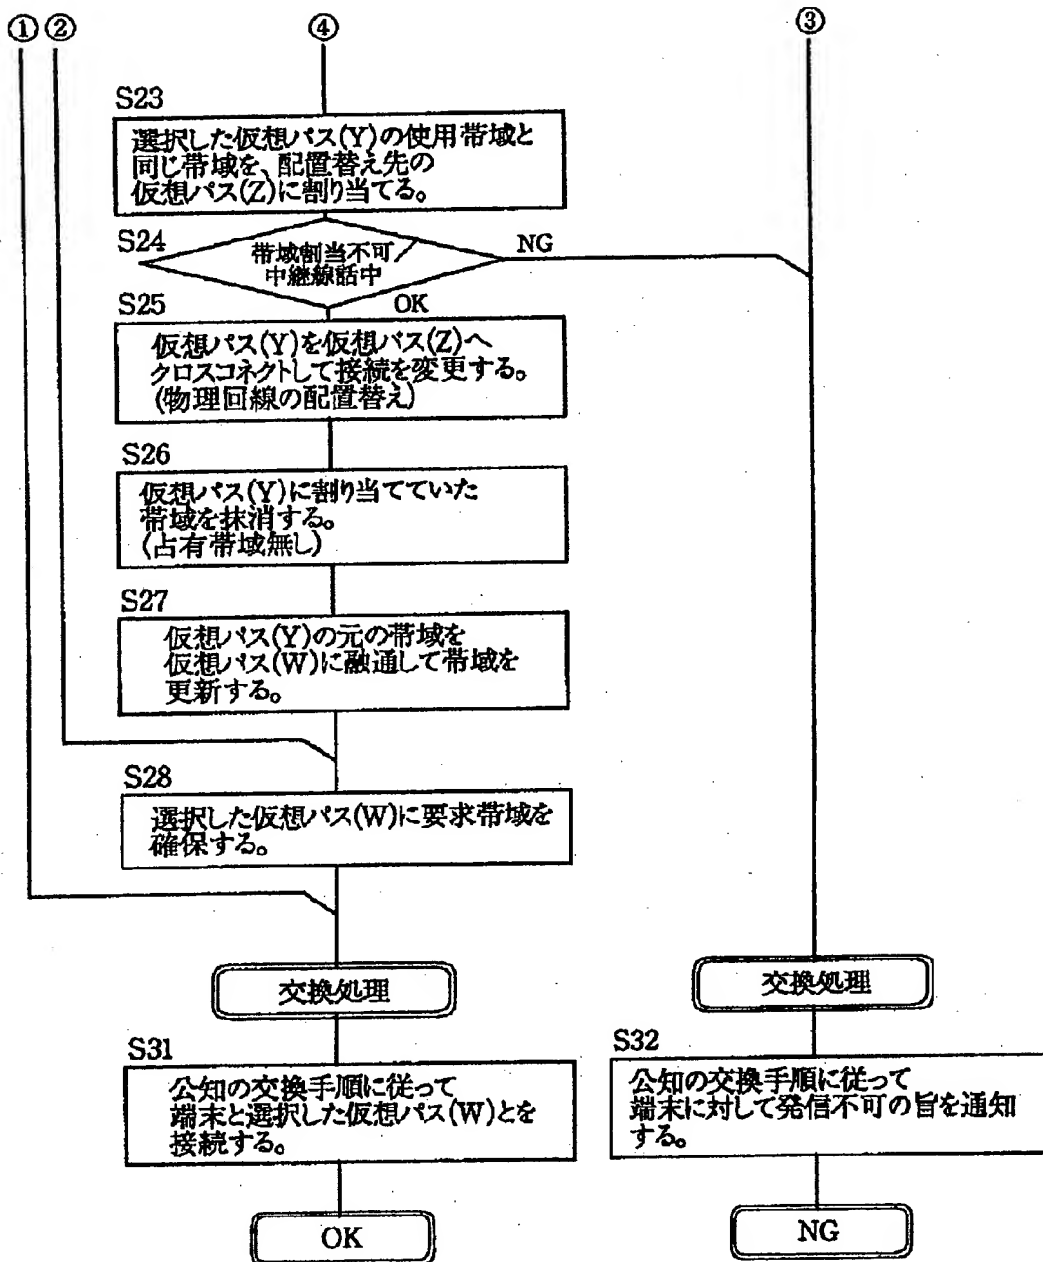 ① ② ④ ③
S23
選択した仮想パス(Y)の使用帯域と
同じ帯域を、配置替え先の
仮想パス(Z)に割り当てる。
S24
帯域割当不可/
中継線話中
NG
OK
S25
仮想パス(Y)を仮想パス(Z)へ
クロスコネクトして接続を変更する。
(物理回線の配置替え)
S26
仮想パス(Y)に割り当てていた
帯域を抹消する。
(占有帯域無し)
S27
仮想パス(Y)の元の帯域を
仮想パス(W)に融通して帯域を
更新する。
S28
選択した仮想パス(W)に要求帯域を
確保する。
交換処理
交換処理
S31
公知の交換手順に従って
端末と選択した仮想パス(W)とを
接続する。
S32
公知の交換手順に従って
端末に対して発信不可の旨を通知
する。
OK
NG